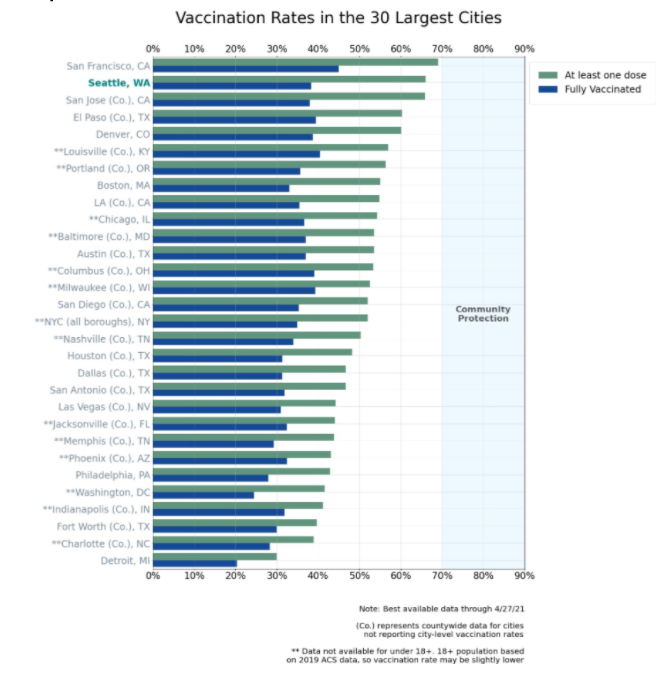 Vaccination Rates in the 30 Largest Cities
0% 10% 20% 30% 40% 50% 60% 70% 80% 90%
San Francisco, CA
Seattle, WA
San Jose (Co.), CA
El Paso (Co.), TX
Denver, CO
**Louisville (Co.), KY
**Portland (Co.), OR
Boston, MA
LA (Co.), CA
**Chicago, IL
**Baltimore (Co.), MD
Austin (Co.), TX
**Columbus (Co.), OH
**Milwaukee (Co.), WI
San Diego (Co.), CA
**NYC (all boroughs), NY
**Nashville (Co.), TN
Houston (Co.), TX
Dallas (Co.), TX
San Antonio (Co.), TX
Las Vegas (Co.), NV
**Jacksonville (Co.), FL
**Memphis (Co.), TN
**Phoenix (Co.), AZ
Philadelphia, PA
**Washington, DC
**Indianapolis (Co.), IN
Fort Worth (Co.), TX
**Charlotte (Co.), NC
Detroit, MI
0% 10% 20% 30% 40% 50% 60% 70% 80% 90%
At least one dose
Fully Vaccinated
Community
Protection
Note: Best available data through 4/27/21
(Co.) represents countywide data for cities
not reporting city-level vaccination rates
** Data not available for under 18+. 18+ population based
on 2019 ACS data, so vaccination rate may be slightly lower